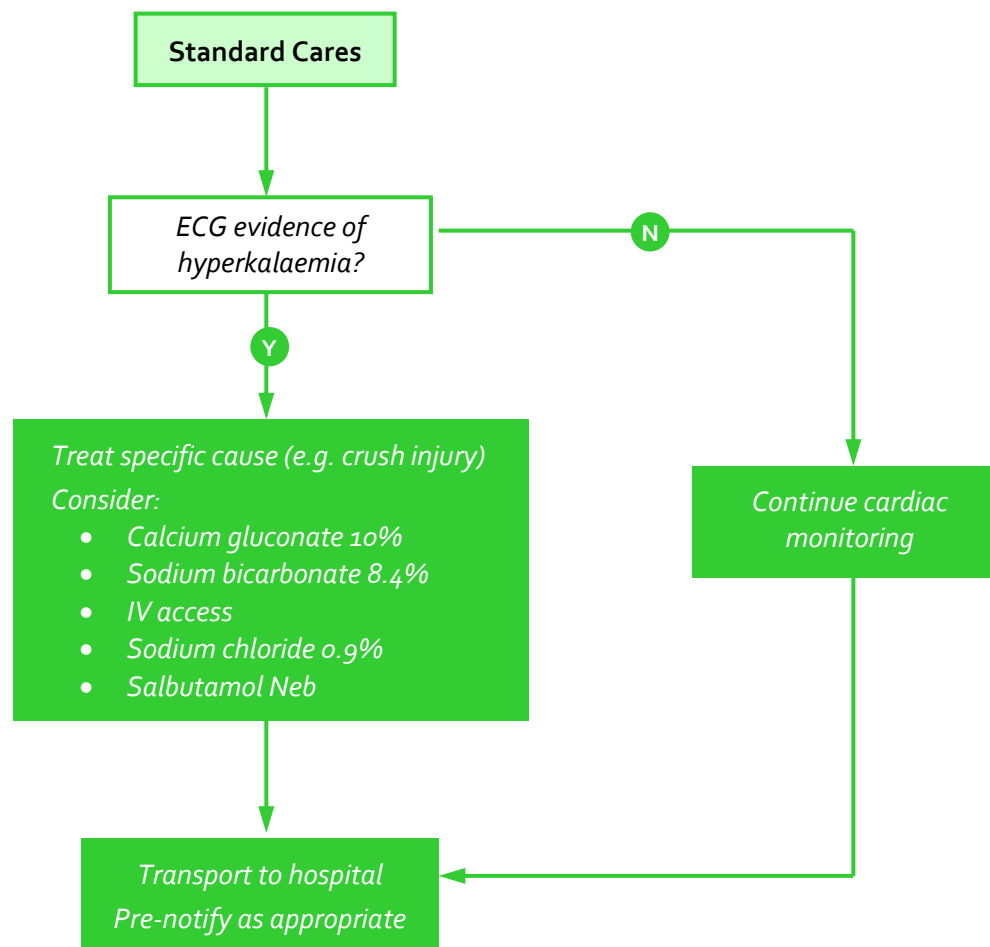 Standard Cares
ECG evidence of
hyperkalaemia?
N
Y
Treat specific cause (e.g. crush injury)
Consider:
• Calcium gluconate 10%
• Sodium bicarbonate 8.4%
• IV access
• Sodium chloride 0.9%
• Salbutamol Neb
Continue cardiac
monitoring
Transport to hospital
Pre-notify as appropriate